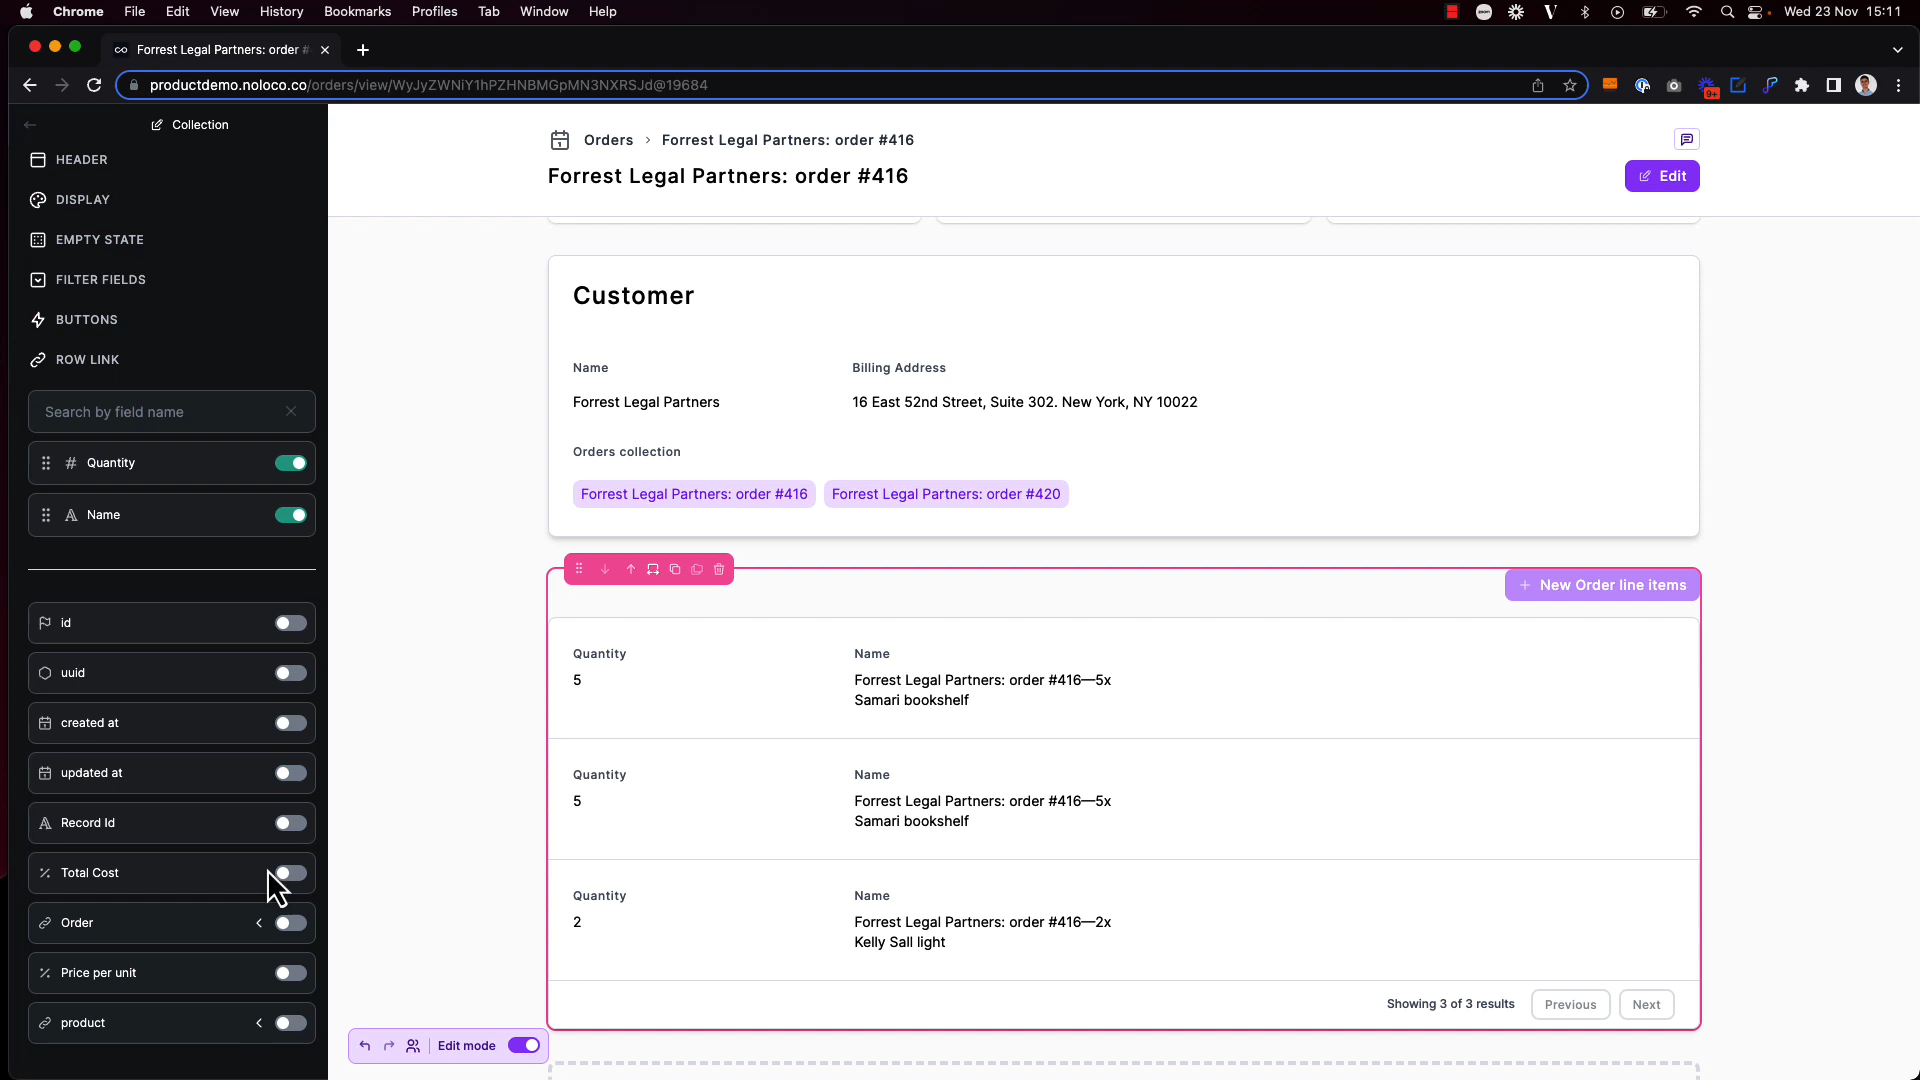 Chrome File Edit View History Bookmarks Profiles Tab Window Help
zoom
Wed 23 Nov 15:11
Forrest Legal Partners: order #
productdemo.noloco.co/orders/view/WyJyZWNiY1hPZHNBMGpMN3NXRSJd@19684
9+
Collection
HEADER
DISPLAY
EMPTY STATE
FILTER FIELDS
BUTTONS
ROW LINK
Search by field name
Quantity
Name
id
uuid
created at
updated at
Record Id
Total Cost
Order
Price per unit
product
Orders > Forrest Legal Partners: order #416
Forrest Legal Partners: order #416
Edit
Customer
Name Billing Address
Forrest Legal Partners 16 East 52nd Street, Suite 302. New York, NY 10022
Orders collection
Forrest Legal Partners: order #416 Forrest Legal Partners: order #420
+ New Order line items
Quantity Name
5 Forrest Legal Partners: order #416—5x
Samari bookshelf
Quantity Name
5 Forrest Legal Partners: order #416—5x
Samari bookshelf
Quantity Name
2 Forrest Legal Partners: order #416—2x
Kelly Sall light
Showing 3 of 3 results Previous Next
Edit mode